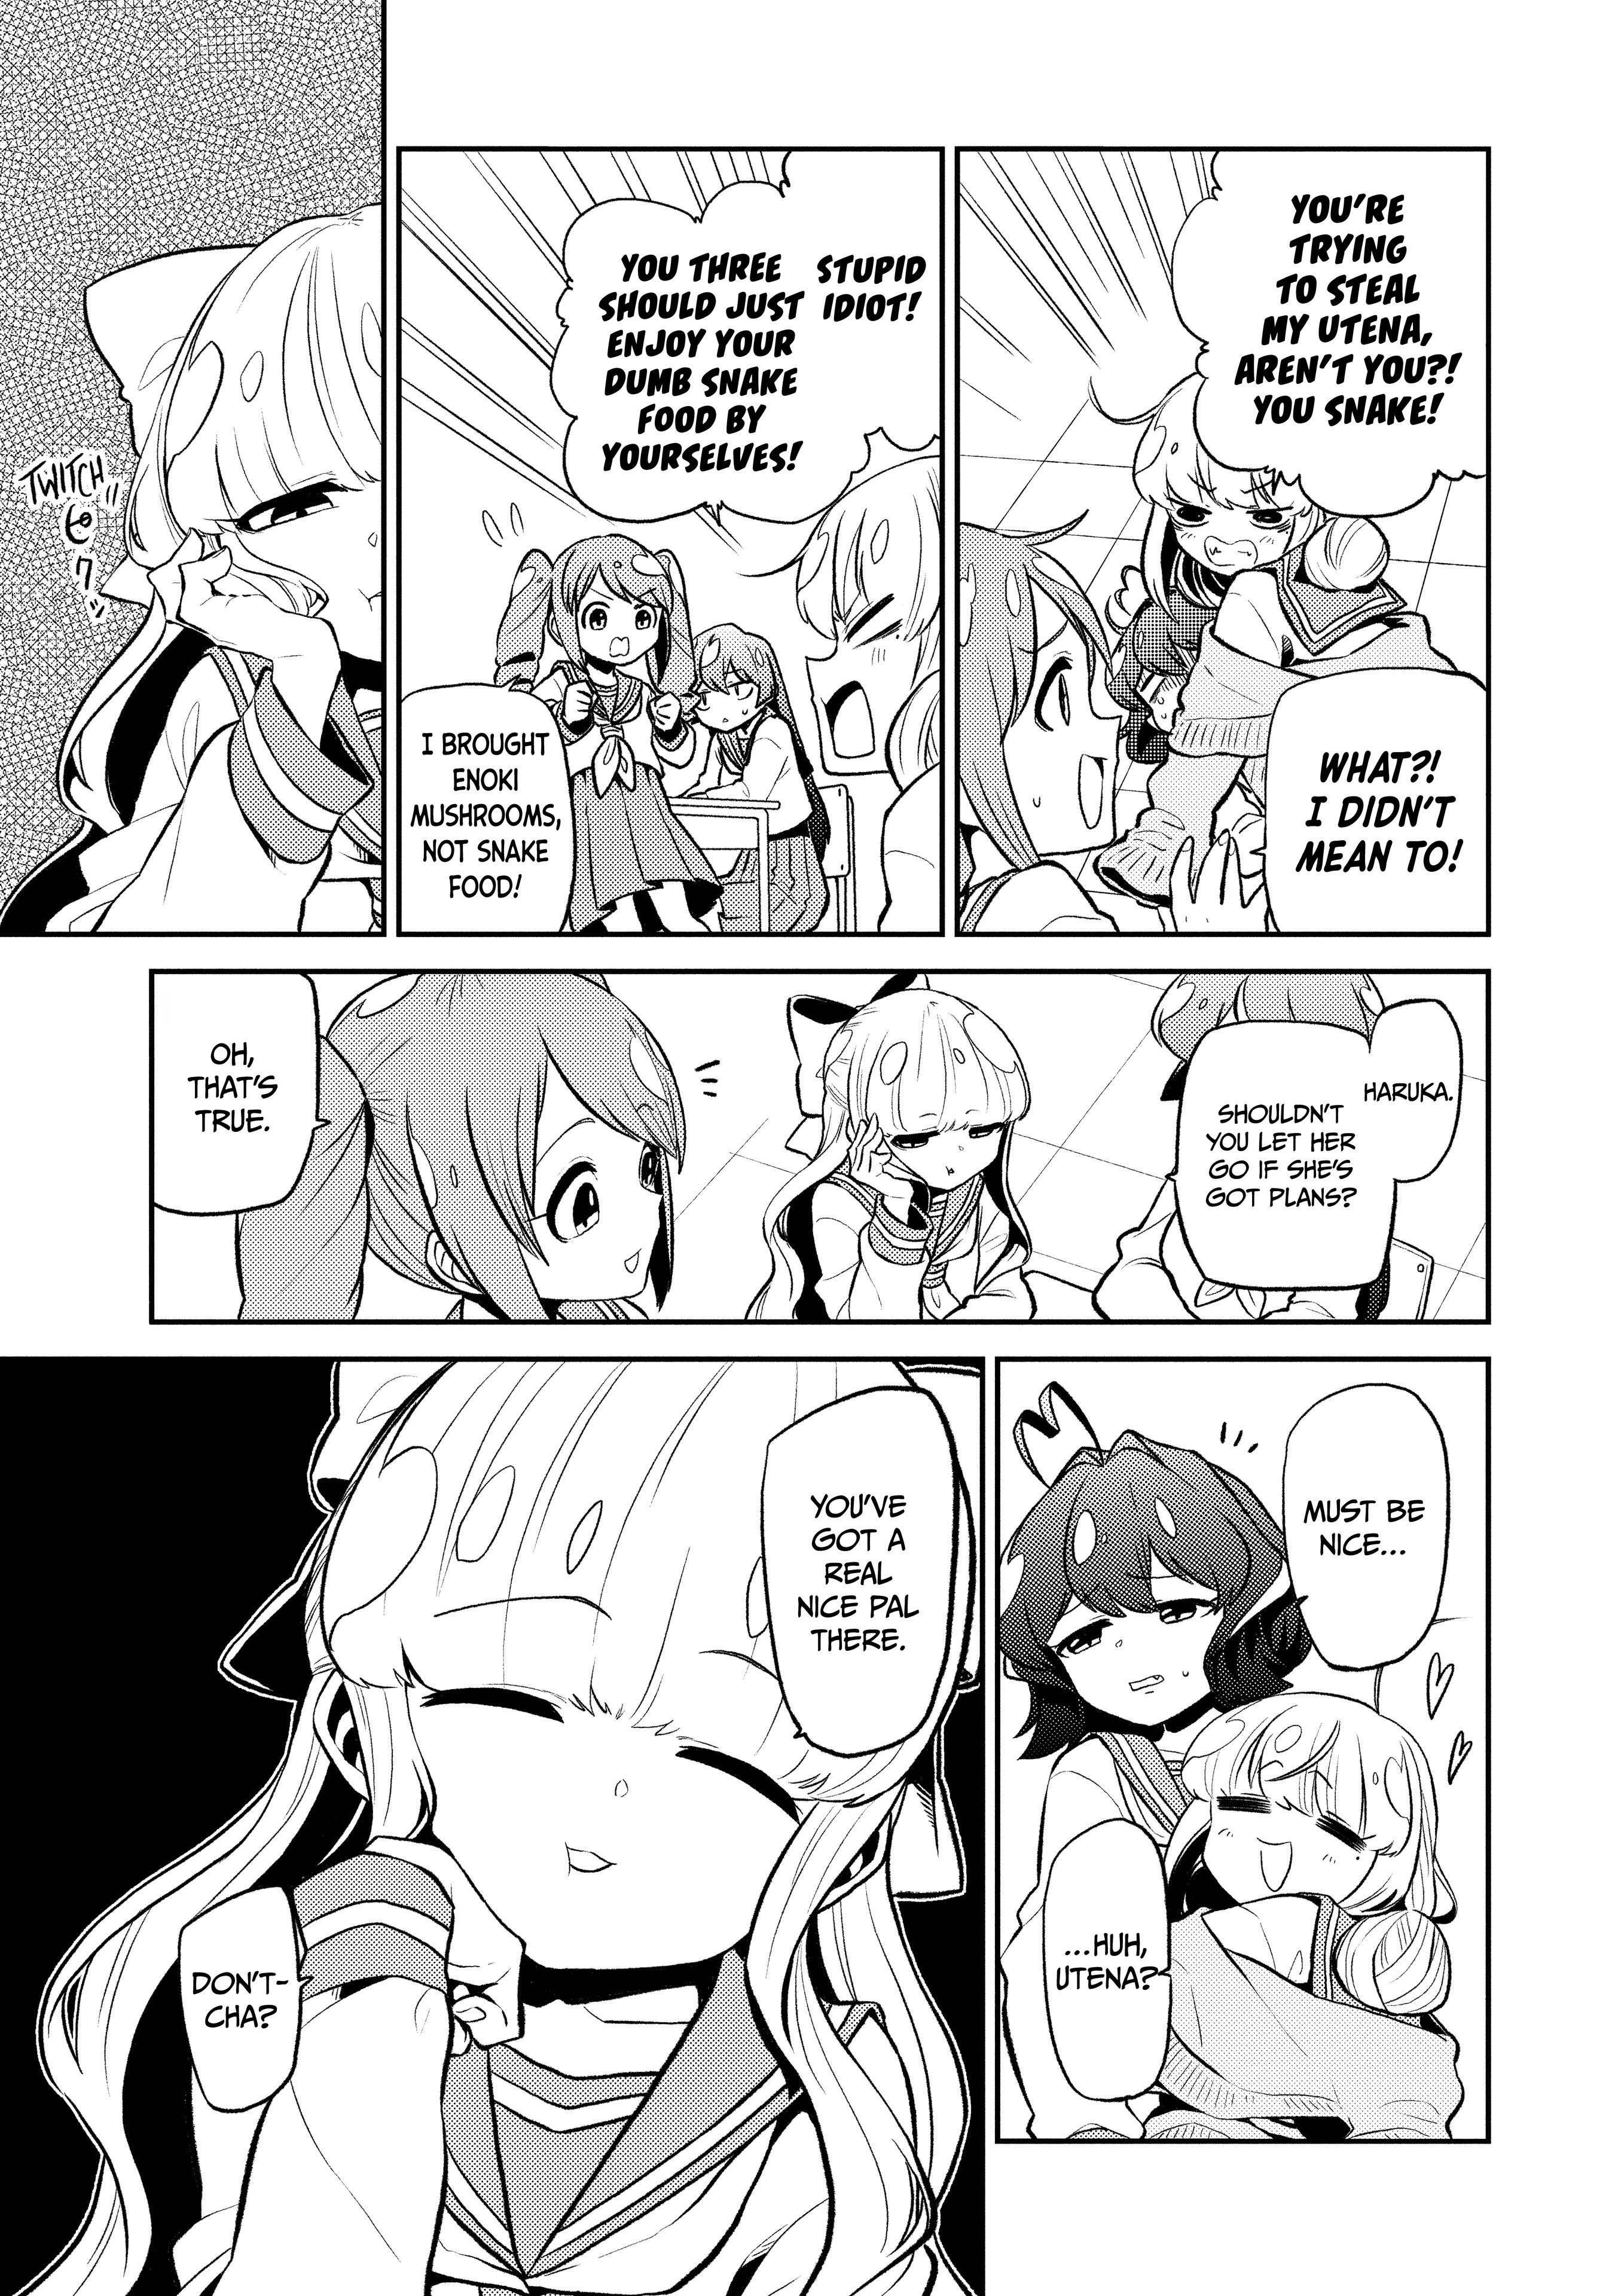 YOU'RE
TRYING
TO STEAL
MY UTENA,
AREN'T YOU?!
YOU SNAKE!
WHAT?!
I DIDN'T
MEAN TO!
STUPID
IDIOT!
YOU THREE
SHOULD JUST
ENJOY YOUR
DUMB SNAKE
FOOD BY
YOURSELVES!
I BROUGHT
ENOKI
MUSHROOMS,
NOT SNAKE
FOOD!
TWITCH
ピ
ク
HARUKA.
SHOULDN'T
YOU LET HER
GO IF SHE'S
GOT PLANS?
OH,
THAT'S
TRUE.
MUST BE
NICE...
...HUH,
UTENA?
YOU'VE
GOT A
REAL
NICE PAL
THERE.
DON'T-
CHA?